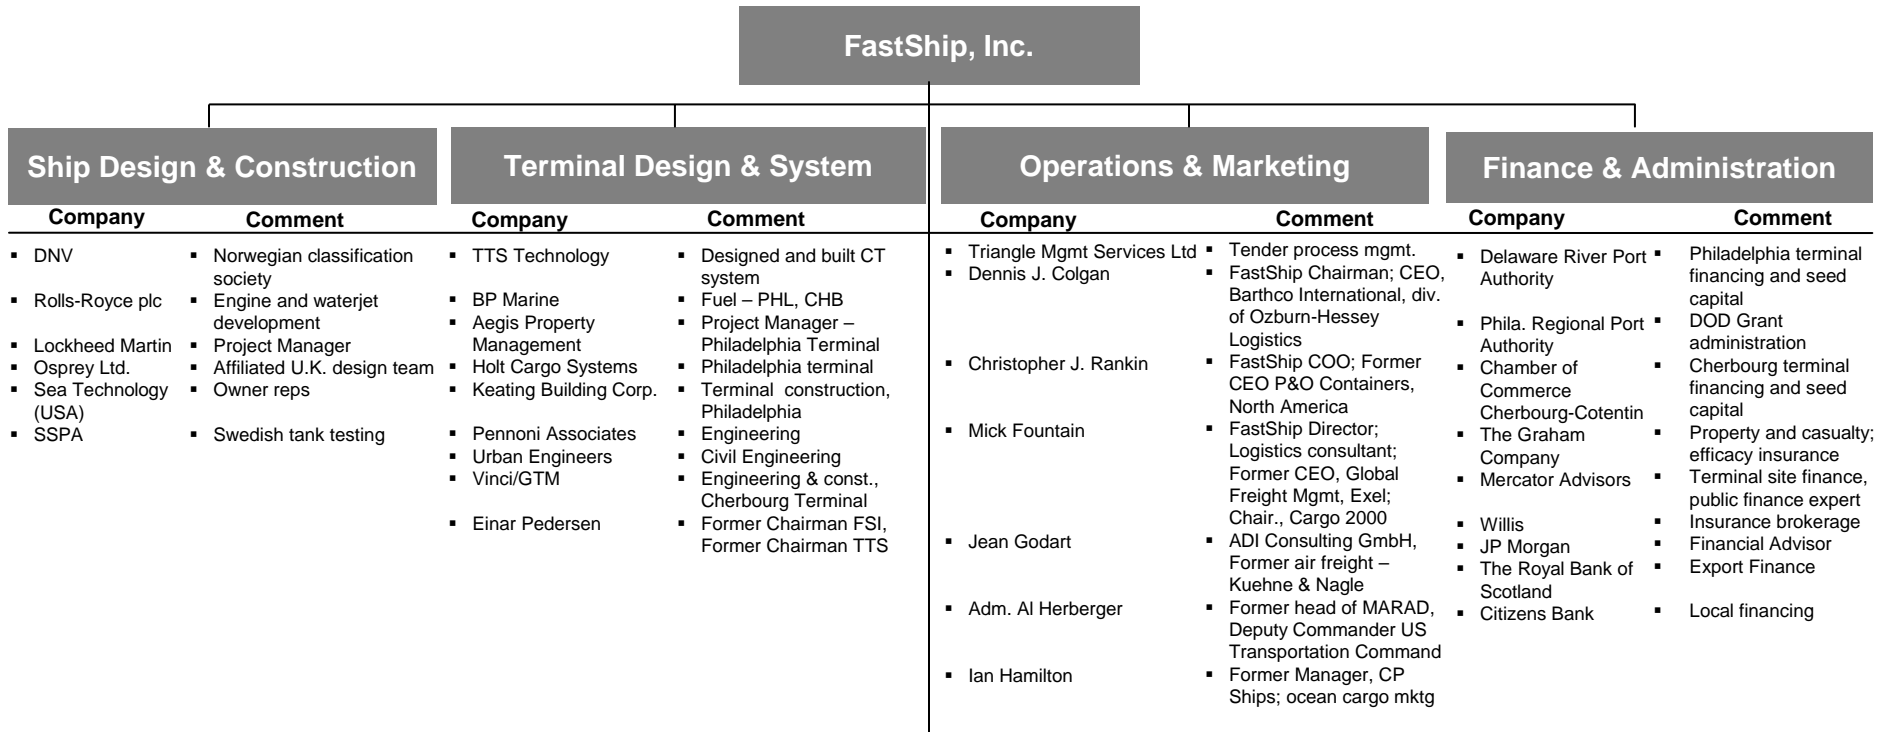 FastShip, Inc.
Ship Design & Construction
Company
Comment
▪ DNV
▪ Rolls-Royce plc
▪ Lockheed Martin
▪ Osprey Ltd.
▪ Sea Technology
(USA)
▪ SSPA
▪ Norwegian classification
society
▪ Engine and waterjet
development
▪ Project Manager
▪ Affiliated U.K. design team
▪ Owner reps
▪ Swedish tank testing
Terminal Design & System
Company
Comment
▪ TTS Technology
▪ BP Marine
▪ Aegis Property
Management
▪ Holt Cargo Systems
▪ Keating Building Corp.
▪ Pennoni Associates
▪ Urban Engineers
▪ Vinci/GTM
▪ Einar Pedersen
▪ Designed and built CT
system
▪ Fuel – PHL, CHB
▪ Project Manager –
Philadelphia Terminal
▪ Philadelphia terminal
▪ Terminal construction,
Philadelphia
▪ Engineering
▪ Civil Engineering
▪ Engineering & const.,
Cherbourg Terminal
▪ Former Chairman FSI,
Former Chairman TTS
Operations & Marketing
Company
Comment
▪ Triangle Mgmt Services Ltd
▪ Dennis J. Colgan
▪ Christopher J. Rankin
▪ Mick Fountain
▪ Jean Godart
▪ Adm. Al Herberger
▪ Ian Hamilton
▪ Tender process mgmt.
▪ FastShip Chairman; CEO,
Barthco International, div.
of Ozburn-Hessey
Logistics
▪ FastShip COO; Former
CEO P&O Containers,
North America
▪ FastShip Director;
Logistics consultant;
Former CEO, Global
Freight Mgmt, Exel;
Chair., Cargo 2000
▪ ADI Consulting GmbH,
Former air freight –
Kuehne & Nagle
▪ Former head of MARAD,
Deputy Commander US
Transportation Command
▪ Former Manager, CP
Ships; ocean cargo mktg
Finance & Administration
Company
Comment
▪ Delaware River Port
Authority
▪ Phila. Regional Port
Authority
▪ Chamber of
Commerce
Cherbourg-Cotentin
▪ The Graham
Company
▪ Mercator Advisors
▪ Willis
▪ JP Morgan
▪ The Royal Bank of
Scotland
▪ Citizens Bank
▪ Philadelphia terminal
financing and seed
capital
▪ DOD Grant
administration
▪ Cherbourg terminal
financing and seed
capital
▪ Property and casualty;
efficacy insurance
▪ Terminal site finance,
public finance expert
▪ Insurance brokerage
▪ Financial Advisor
▪ Export Finance
▪ Local financing